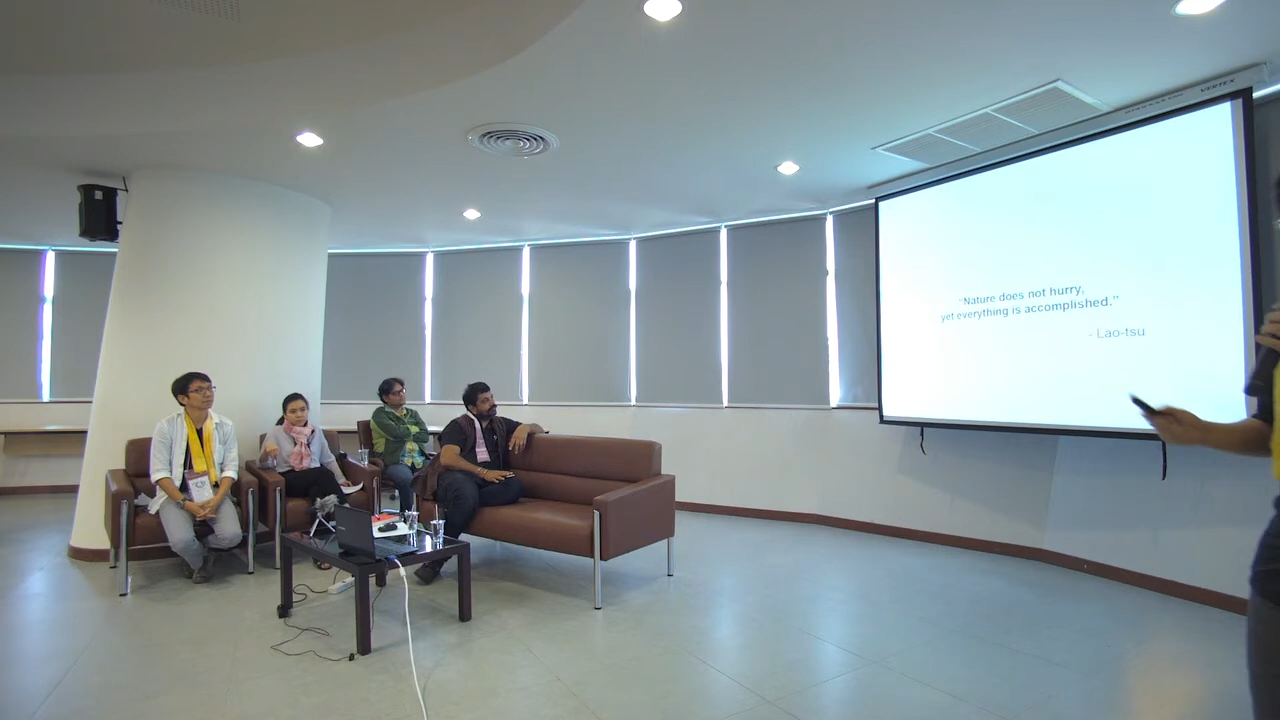 VERTEX
“Nature does not hurry,
yet everything is accomplished.”
- Lao-tsu